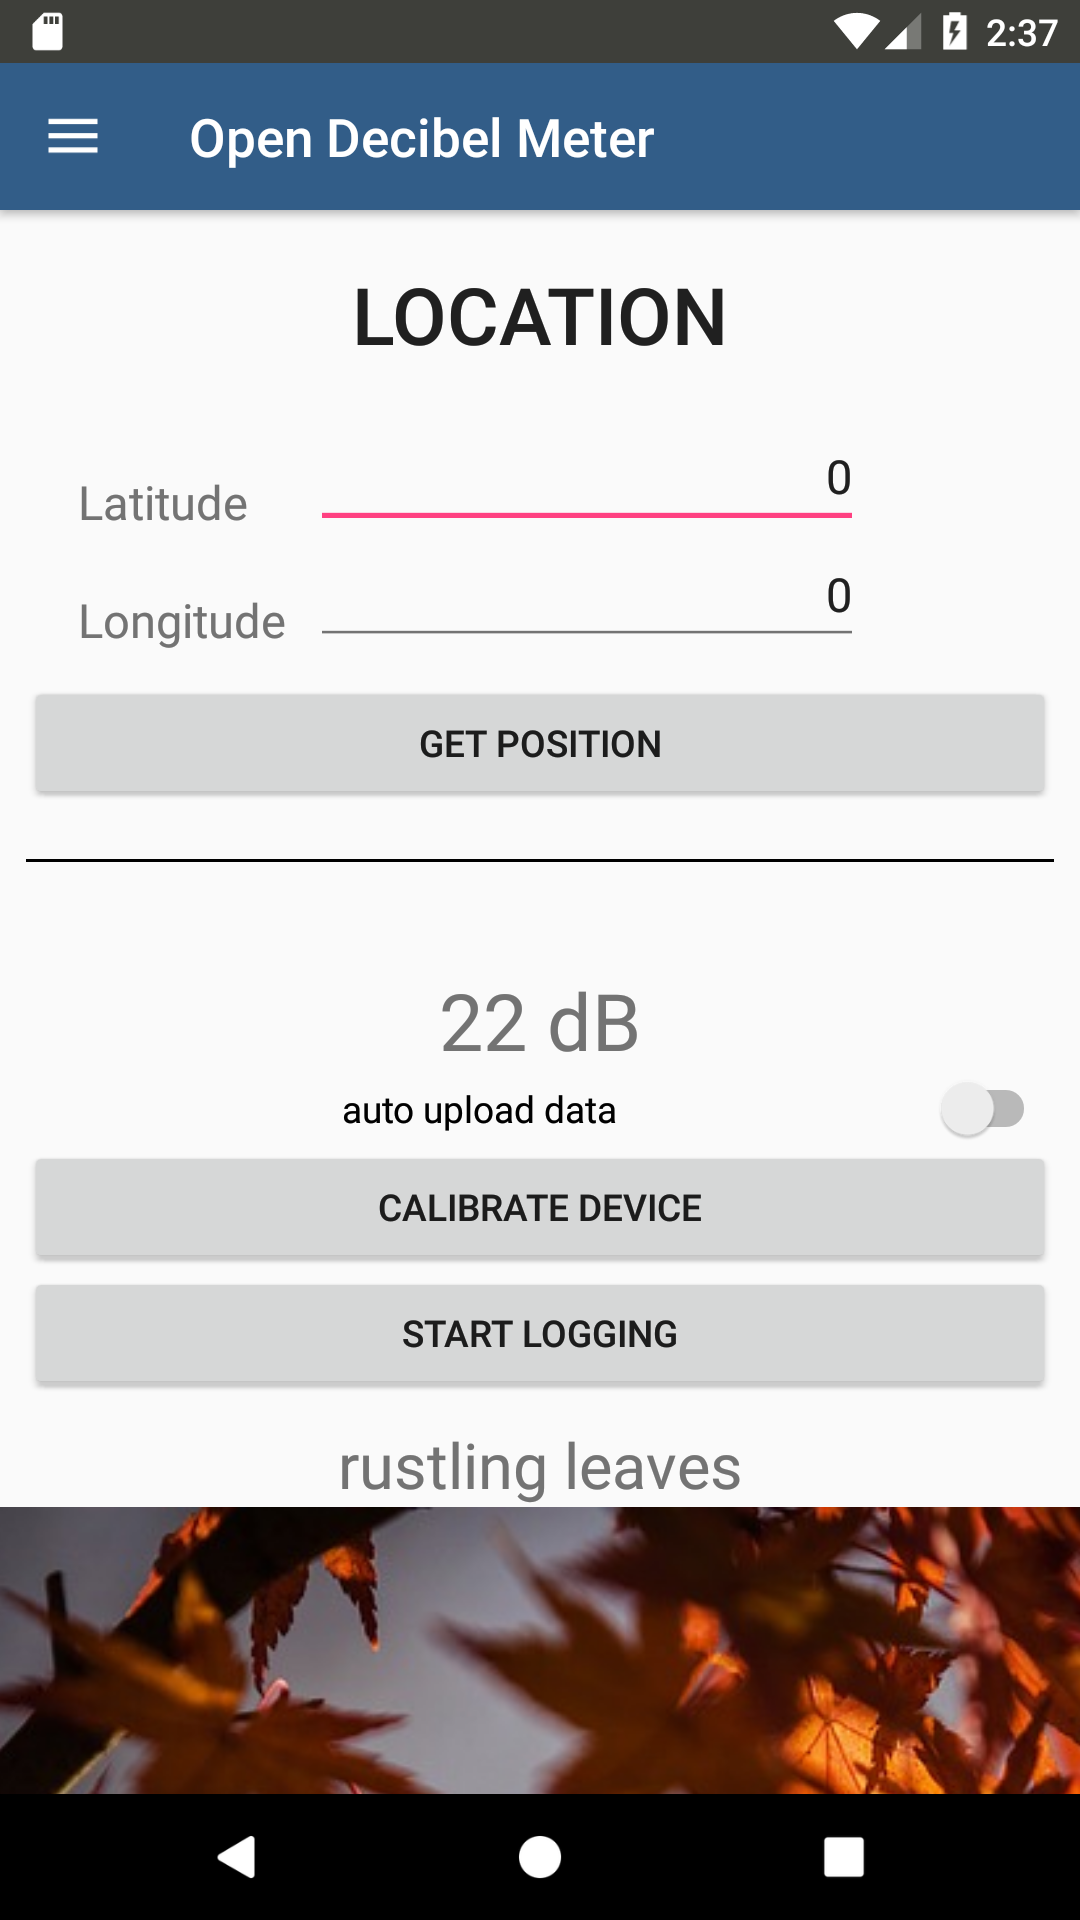 2:37
Open Decibel Meter
LOCATION
Latitude 0
Longitude 0
GET POSITION
22 dB
auto upload data
CALIBRATE DEVICE
START LOGGING
rustling leaves